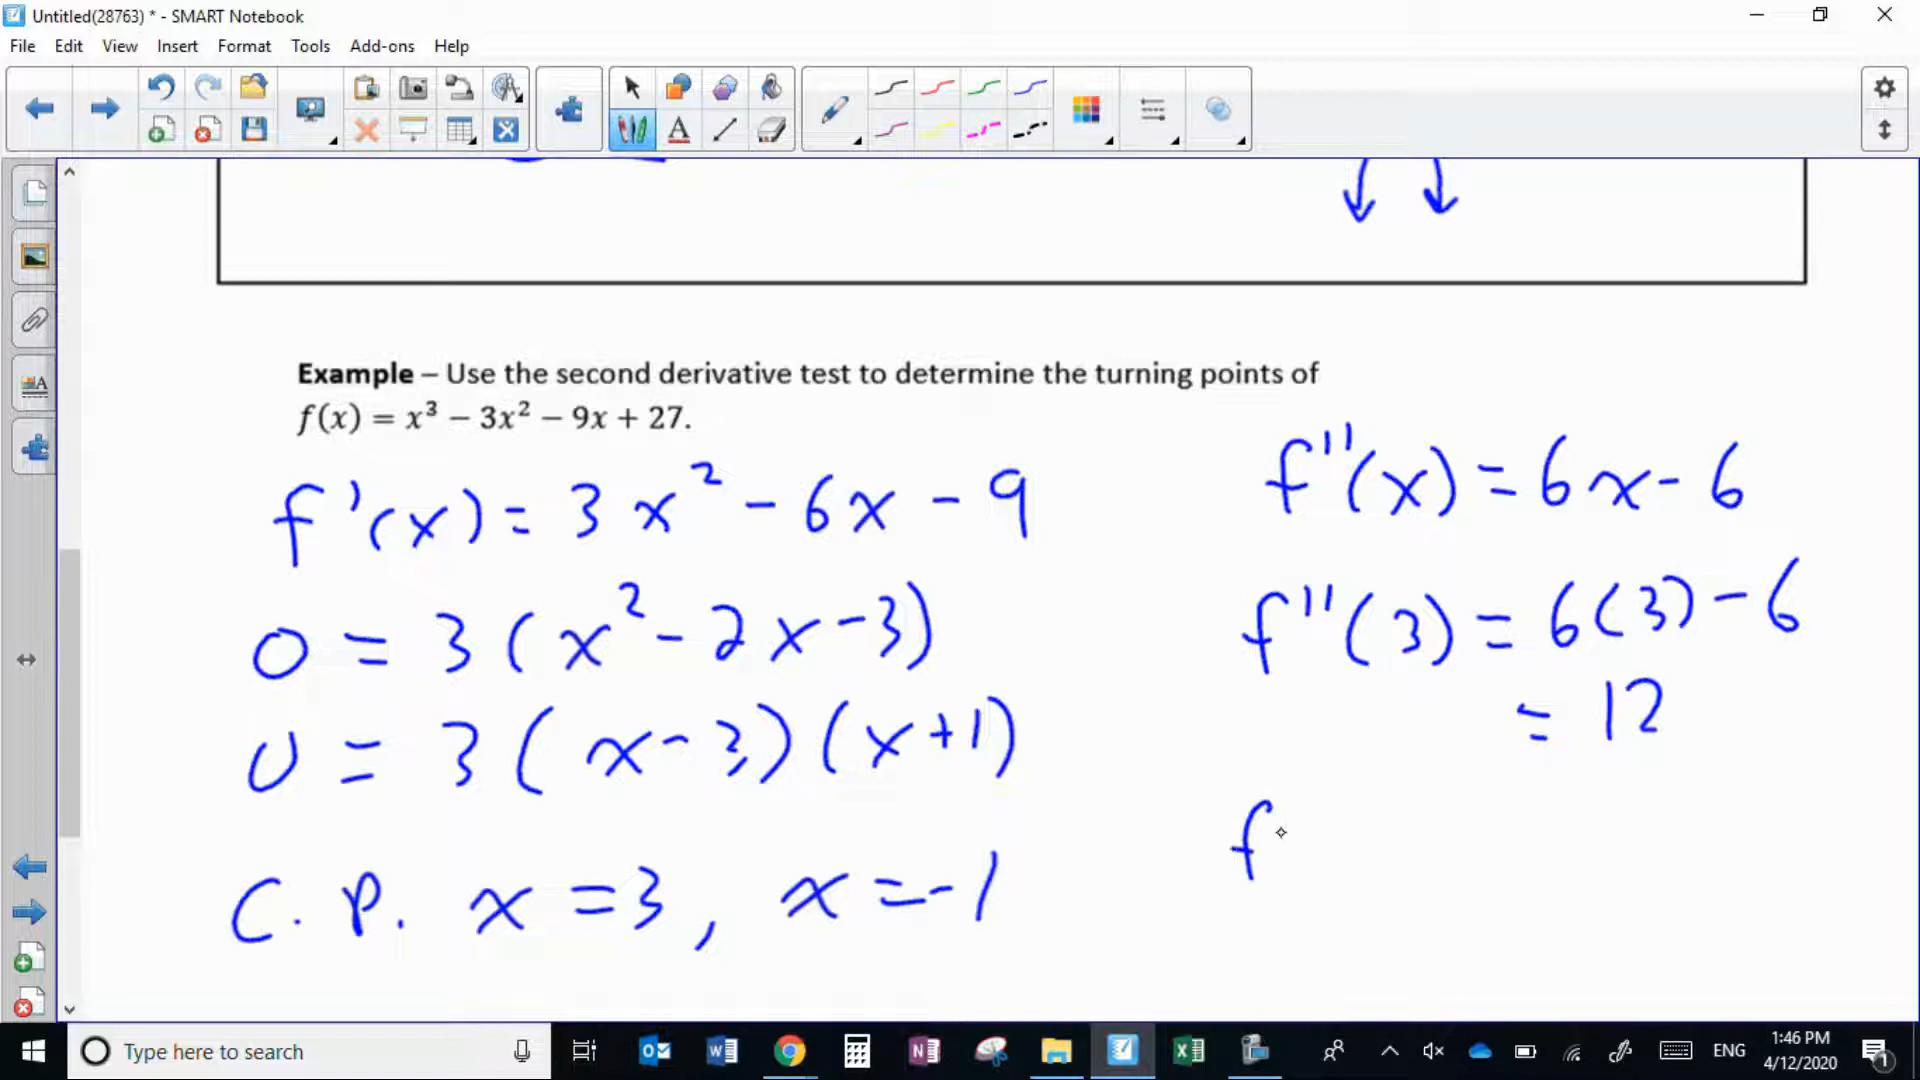 Untitled(28763) * - SMART Notebook
File Edit View Insert Format Tools Add-ons Help
Example – Use the second derivative test to determine the turning points of
f(x) = x³ − 3x² − 9x + 27.
f'(x) = 3x² - 6x - 9
0 = 3(x² - 2x - 3)
0 = 3(x - 3)(x + 1)
C.P. x = 3, x = -1
f''(x) = 6x - 6
f''(3) = 6(3) - 6
= 12
f
Type here to search
ENG
1:46 PM
4/12/2020
1